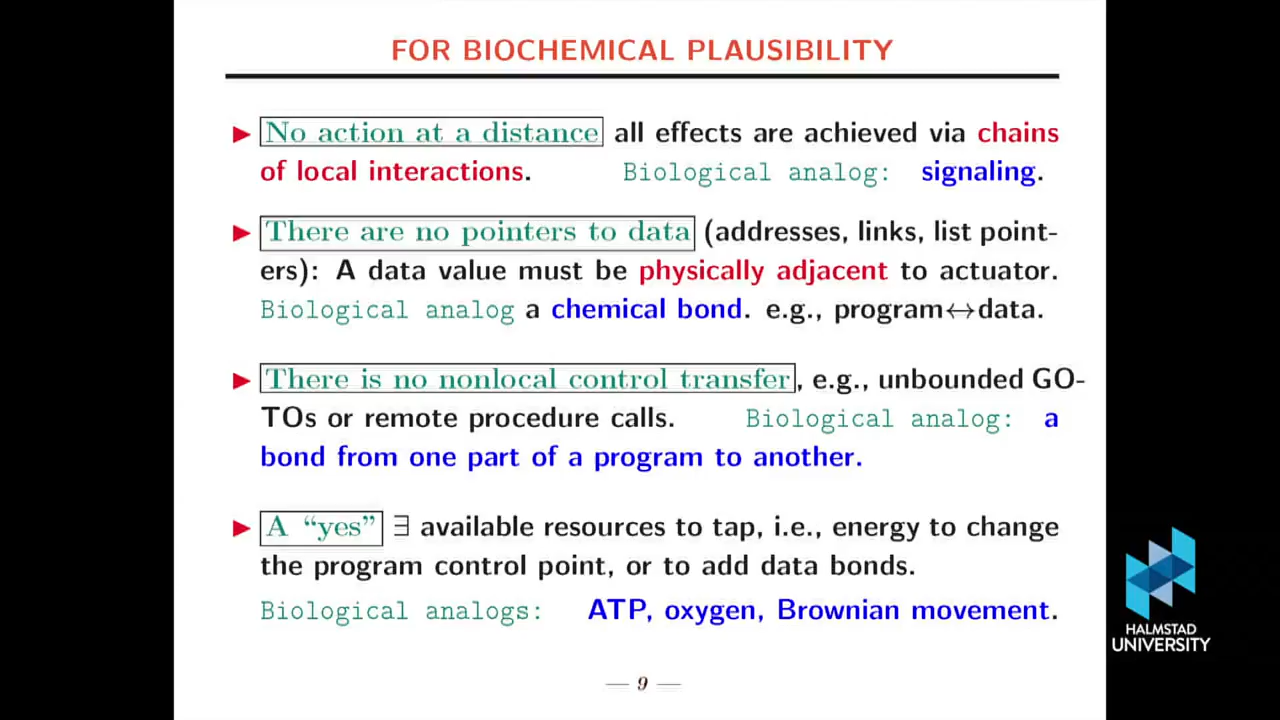 FOR BIOCHEMICAL PLAUSIBILITY
▶ No action at a distance all effects are achieved via chains
of local interactions. Biological analog: signaling.
▶ There are no pointers to data (addresses, links, list point-
ers): A data value must be physically adjacent to actuator.
Biological analog a chemical bond. e.g., program↔data.
▶ There is no nonlocal control transfer, e.g., unbounded GO-
TOs or remote procedure calls. Biological analog: a
bond from one part of a program to another.
▶ A “yes” ∃ available resources to tap, i.e., energy to change
the program control point, or to add data bonds.
Biological analogs: ATP, oxygen, Brownian movement.
— 9 —
HALMSTAD
UNIVERSITY